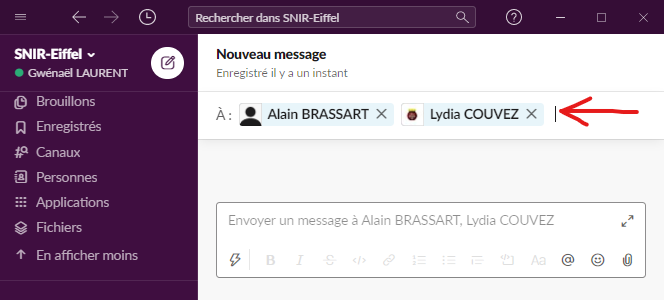 Rechercher dans SNIR-Eiffel
SNIR-Eiffel
Gwénaël LAURENT
Brouillons
Enregistrés
Canaux
Personnes
Applications
Fichiers
En afficher moins
Nouveau message
Enregistré il y a un instant
À : Alain BRASSART Lydia COUVEZ
Envoyer un message à Alain BRASSART, Lydia COUVEZ
B I S Aa @